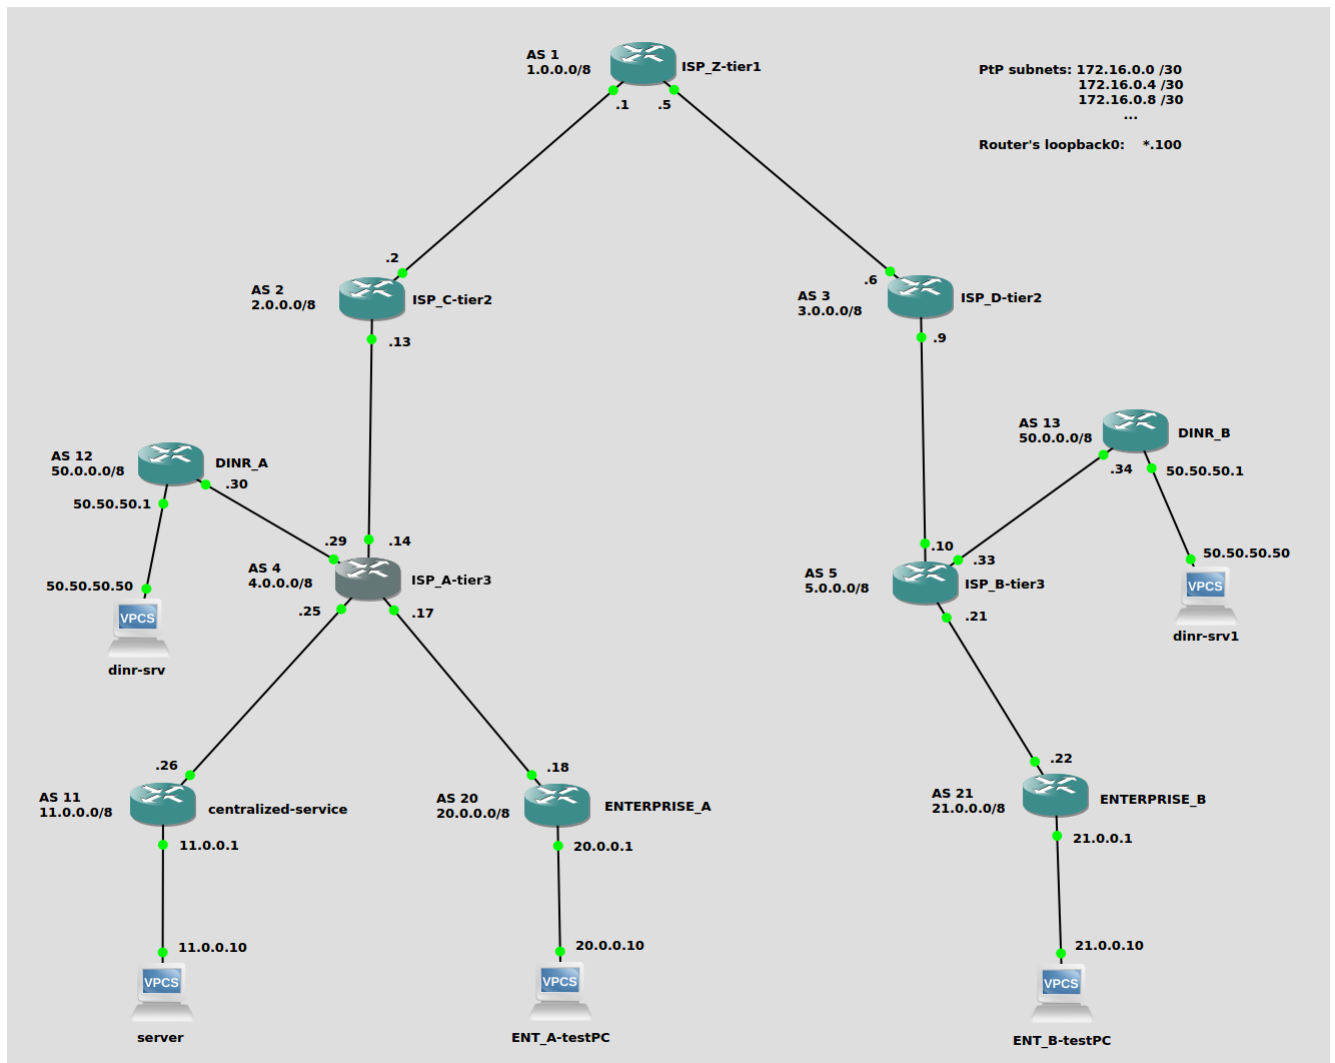 AS 1
1.0.0.0/8
ISP_Z-tier1
.1
.5
PtP subnets: 172.16.0.0 /30
172.16.0.4 /30
172.16.0.8 /30
...
Router's loopback0: *.100
.2
AS 2
2.0.0.0/8
ISP_C-tier2
.13
.6
AS 3
3.0.0.0/8
ISP_D-tier2
.9
AS 12
50.0.0.0/8
DINR_A
.30
50.50.50.1
50.50.50.50
VPCS
dinr-srv
.29
.14
AS 4
4.0.0.0/8
ISP_A-tier3
.25
.17
AS 13
50.0.0.0/8
DINR_B
.34
50.50.50.1
50.50.50.50
VPCS
dinr-srv1
.10
.33
AS 5
5.0.0.0/8
ISP_B-tier3
.21
.26
AS 11
11.0.0.0/8
centralized-service
11.0.0.1
11.0.0.10
VPCS
server
.18
AS 20
20.0.0.0/8
ENTERPRISE_A
20.0.0.1
20.0.0.10
VPCS
ENT_A-testPC
.22
AS 21
21.0.0.0/8
ENTERPRISE_B
21.0.0.1
21.0.0.10
VPCS
ENT_B-testPC